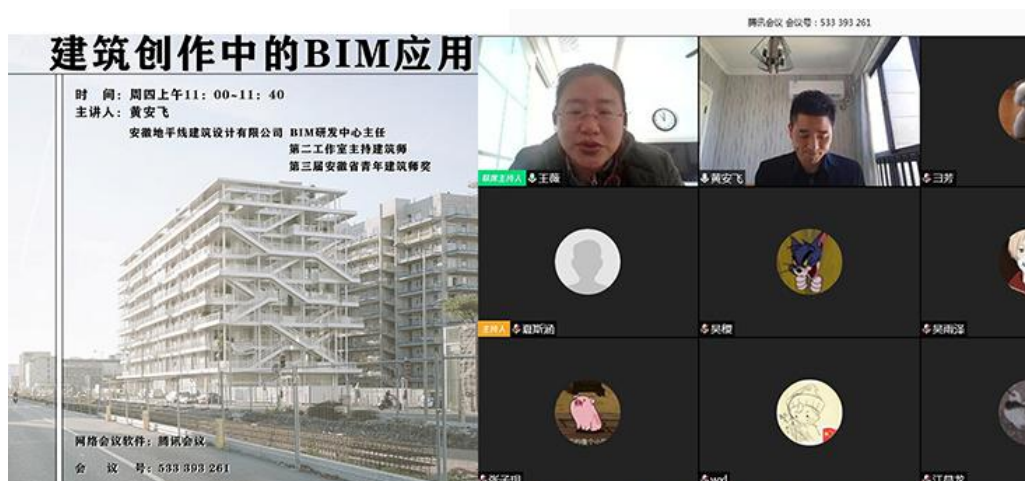 建筑创作中的BIM应用
时 间：周四上午11：00~11：40
主讲人：黄安飞
安徽地平线建筑设计有限公司 BIM研发中心主任
第二工作室主持建筑师
第三届安徽省青年建筑师奖
网络会议软件：腾讯会议
会 议 号：533 393 261
腾讯会议 会议号：533 393 261
联席主持人 王薇
黄安飞
主持人 夏斯涵
吴樱
吴雨泽
wxl